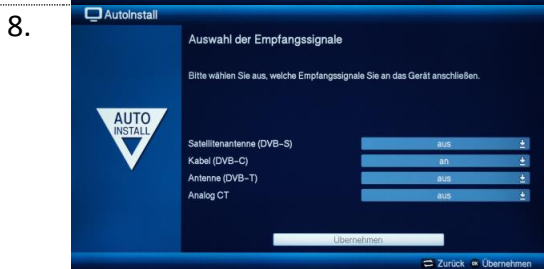 8.
AutoInstall
Auswahl der Empfangssignale
Bitte wählen Sie aus, welche Empfangssignale Sie an das Gerät anschließen.
AUTO
INSTALL
Satellitenantenne (DVB-S) aus
Kabel (DVB-C) an
Antenne (DVB-T) aus
Analog CT aus
Übernehmen
Zurück OK Übernehmen